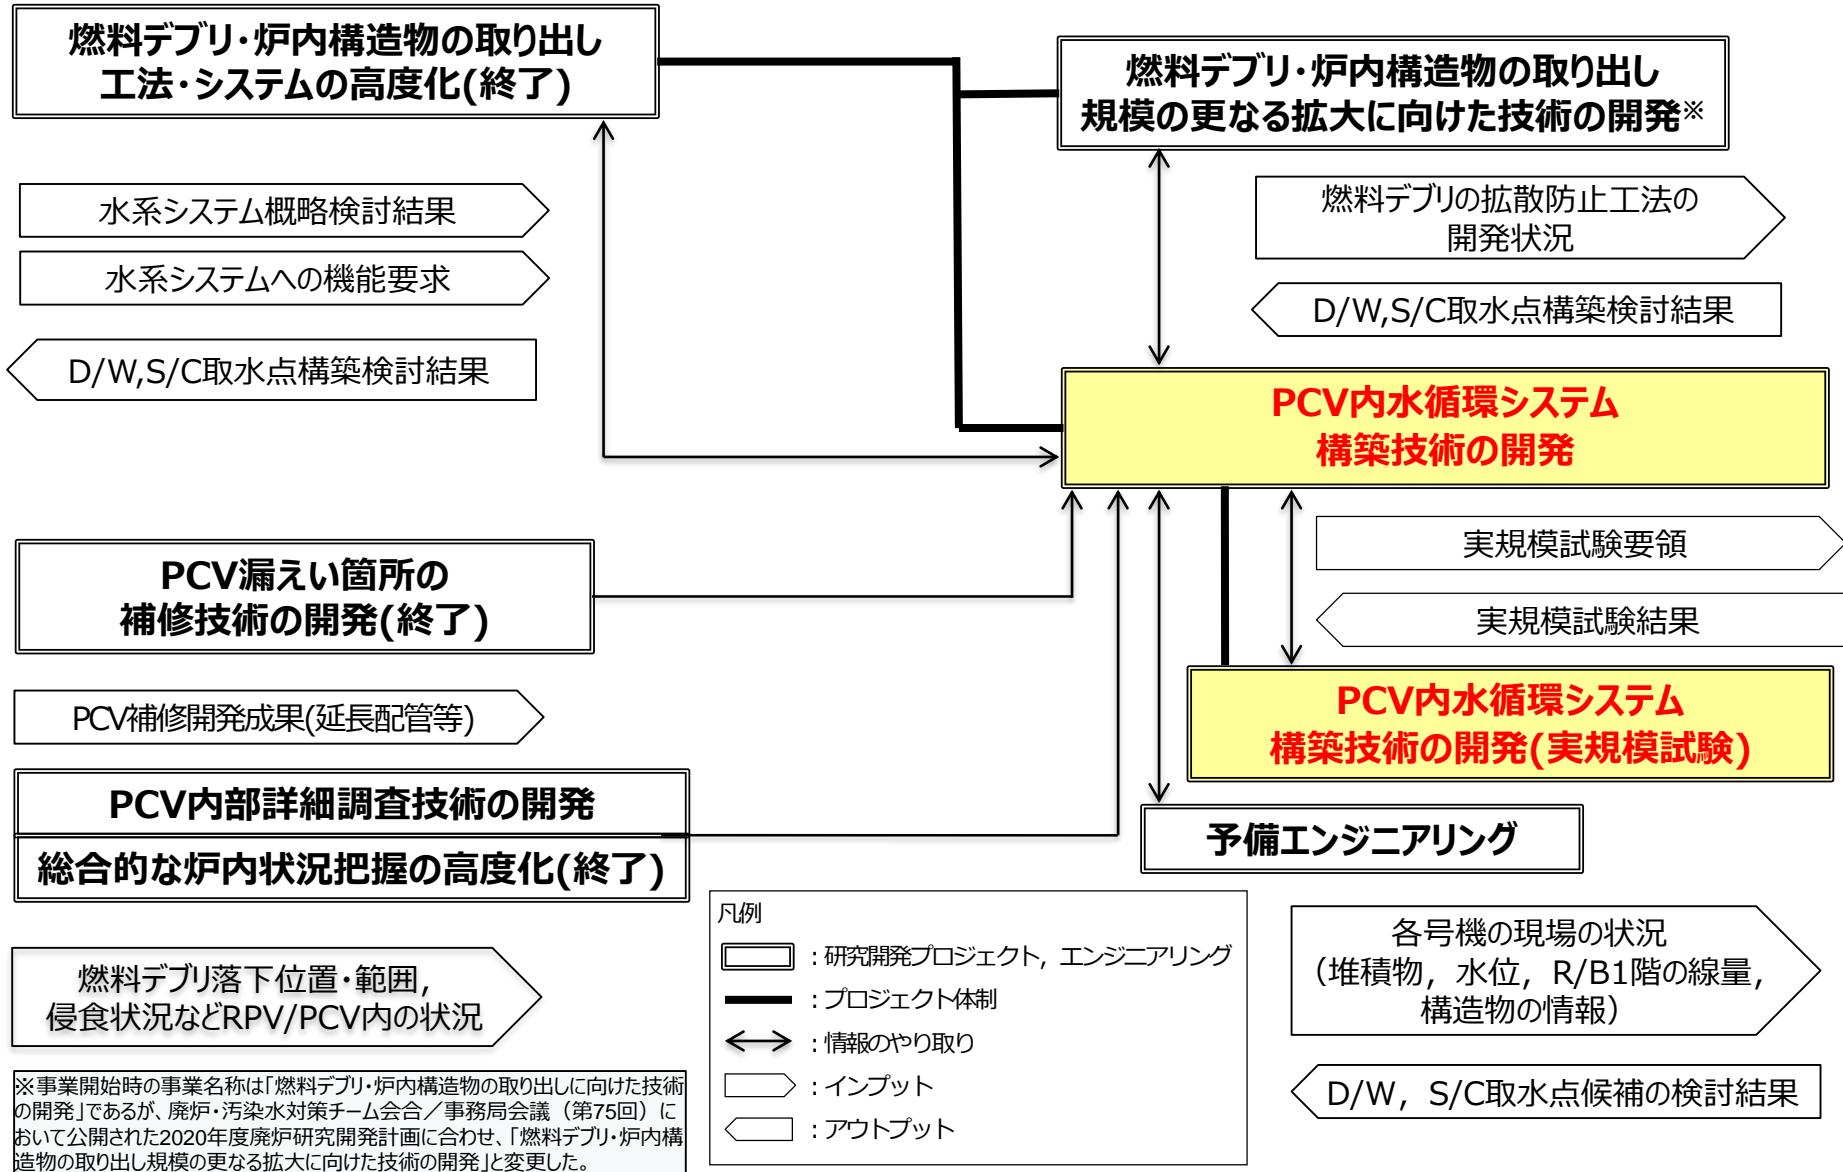 燃料デブリ・炉内構造物の取り出し
工法・システムの高度化(終了)
燃料デブリ・炉内構造物の取り出し
規模の更なる拡大に向けた技術の開発※
水系システム概略検討結果
水系システムへの機能要求
D/W,S/C取水点構築検討結果
燃料デブリの拡散防止工法の
開発状況
D/W,S/C取水点構築検討結果
PCV内水循環システム
構築技術の開発
PCV漏えい箇所の
補修技術の開発(終了)
実規模試験要領
実規模試験結果
PCV補修開発成果(延長配管等)
PCV内水循環システム
構築技術の開発(実規模試験)
PCV内部詳細調査技術の開発
総合的な炉内状況把握の高度化(終了)
予備エンジニアリング
燃料デブリ落下位置・範囲，
侵食状況などRPV/PCV内の状況
凡例
：研究開発プロジェクト，エンジニアリング
：プロジェクト体制
：情報のやり取り
：インプット
：アウトプット
各号機の現場の状況
（堆積物，水位，R/B1階の線量，
構造物の情報）
D/W，S/C取水点候補の検討結果
※事業開始時の事業名称は「燃料デブリ・炉内構造物の取り出しに向けた技術
の開発」であるが、廃炉・汚染水対策チーム会合／事務局会議（第75回）に
おいて公開された2020年度廃炉研究開発計画に合わせ、「燃料デブリ・炉内構
造物の取り出し規模の更なる拡大に向けた技術の開発」と変更した。